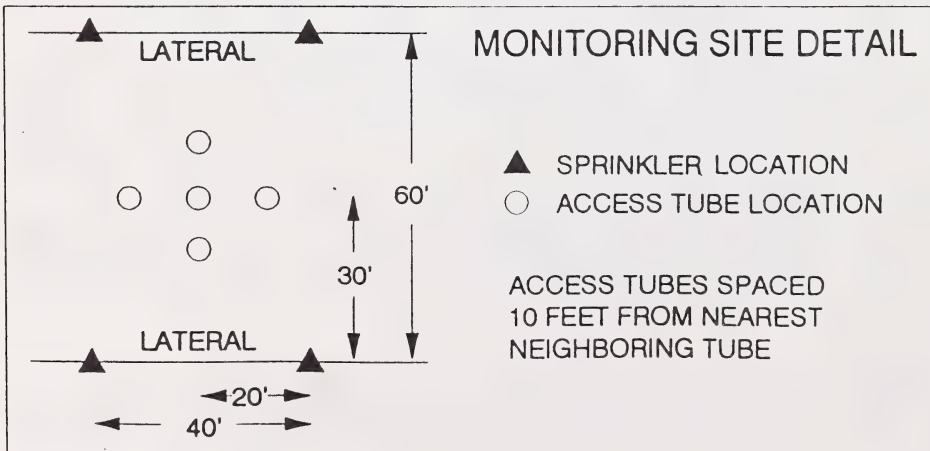 LATERAL
MONITORING SITE DETAIL
SPRINKLER LOCATION
ACCESS TUBE LOCATION
60'
30'
ACCESS TUBES SPACED
10 FEET FROM NEAREST
NEIGHBORING TUBE
LATERAL
20'
40'